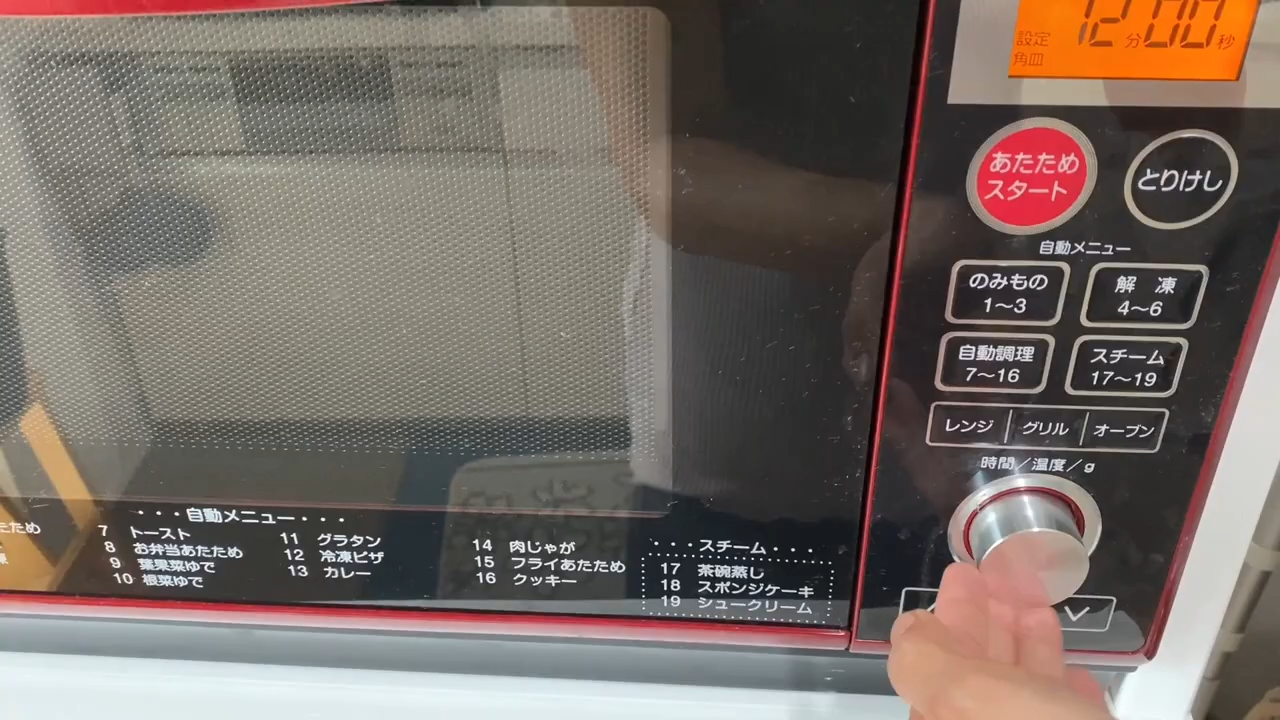 12分00秒
設定
角皿
あたため
スタート
とりけし
自動メニュー
のみもの
1～3
解 凍
4～6
自動調理
7～16
スチーム
17～19
レンジ
グリル
オーブン
時間／温度／g
・・・自動メニュー・・・
7 トースト
8 お弁当あたため
9 葉果菜ゆで
10 根菜ゆで
11 グラタン
12 冷凍ピザ
13 カレー
14 肉じゃが
15 フライあたため
16 クッキー
・・・スチーム・・・
17 茶碗蒸し
18 スポンジケーキ
19 シュークリーム